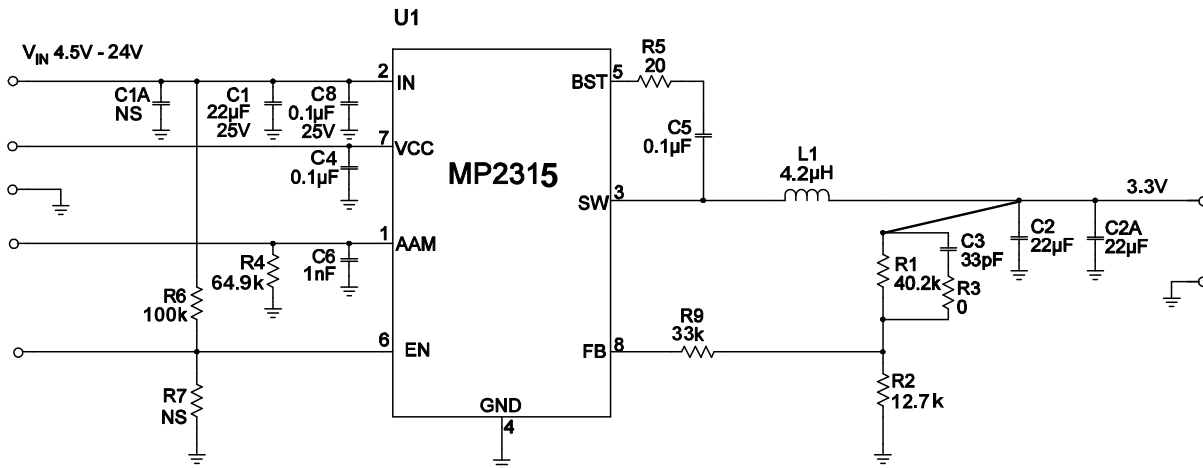 U1
V_IN 4.5V - 24V
2
IN
C1A
NS
C1
22µF
25V
C8
0.1µF
25V
7
VCC
C4
0.1µF
MP2315
1
AAM
R4
64.9k
C6
1nF
R6
100k
6
EN
R7
NS
GND
4
BST
5
R5
20
C5
0.1µF
SW
3
L1
4.2µH
3.3V
C2
22µF
C2A
22µF
C3
33pF
R1
40.2k
R3
0
FB
8
R9
33k
R2
12.7k